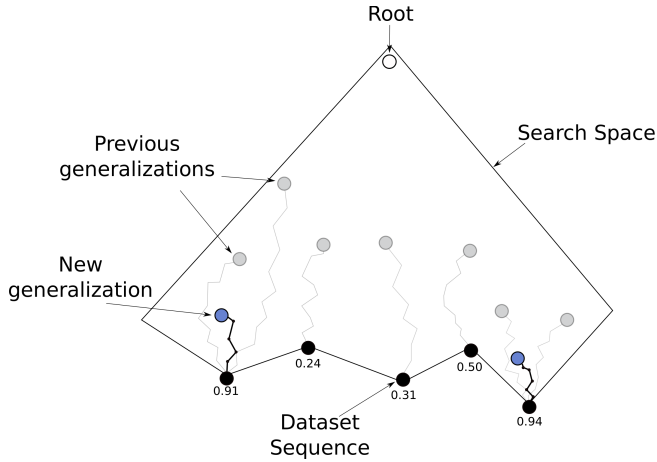 Root
Search Space
Previous
generalizations
New
generalization
0.91
0.24
0.31
0.50
0.94
Dataset
Sequence